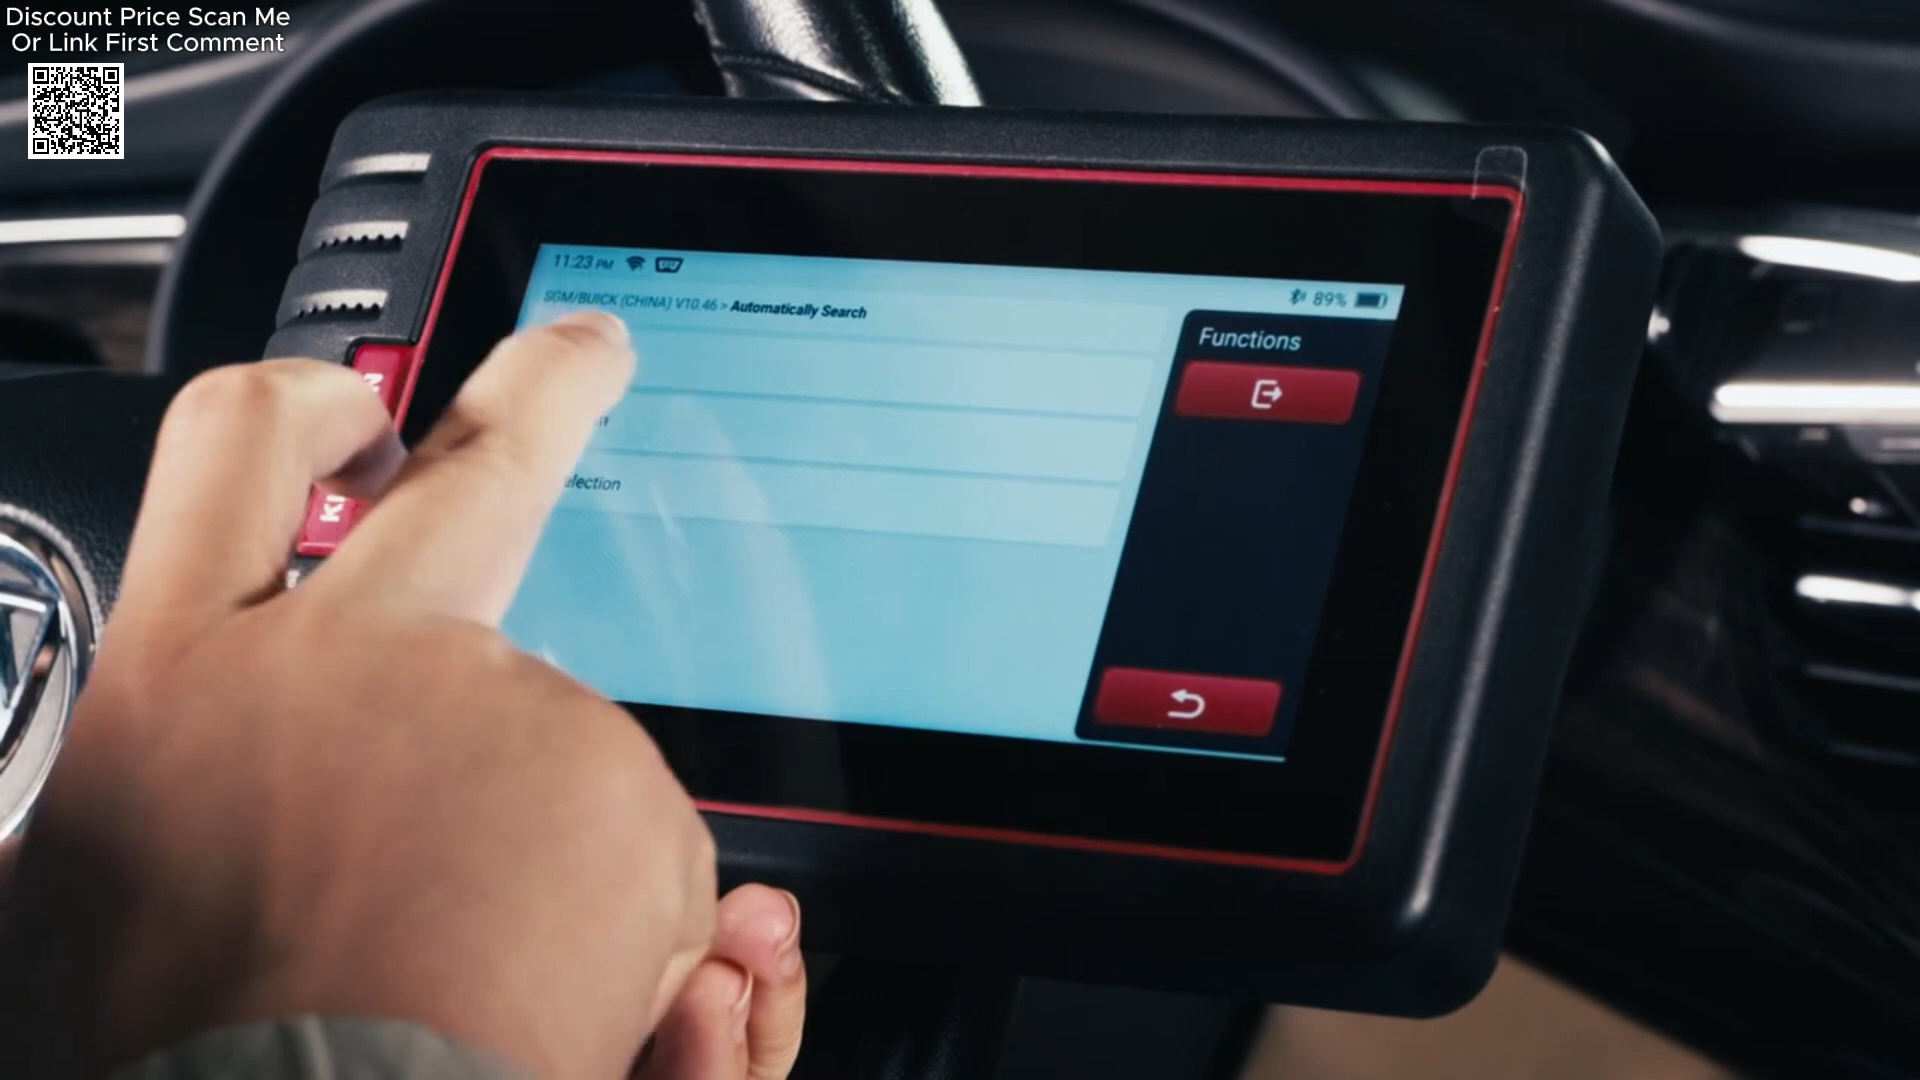 Discount Price Scan Me
Or Link First Comment
11:23 PM
89%
SGM/BUICK (CHINA) V10.46 > Automatically Search
Functions